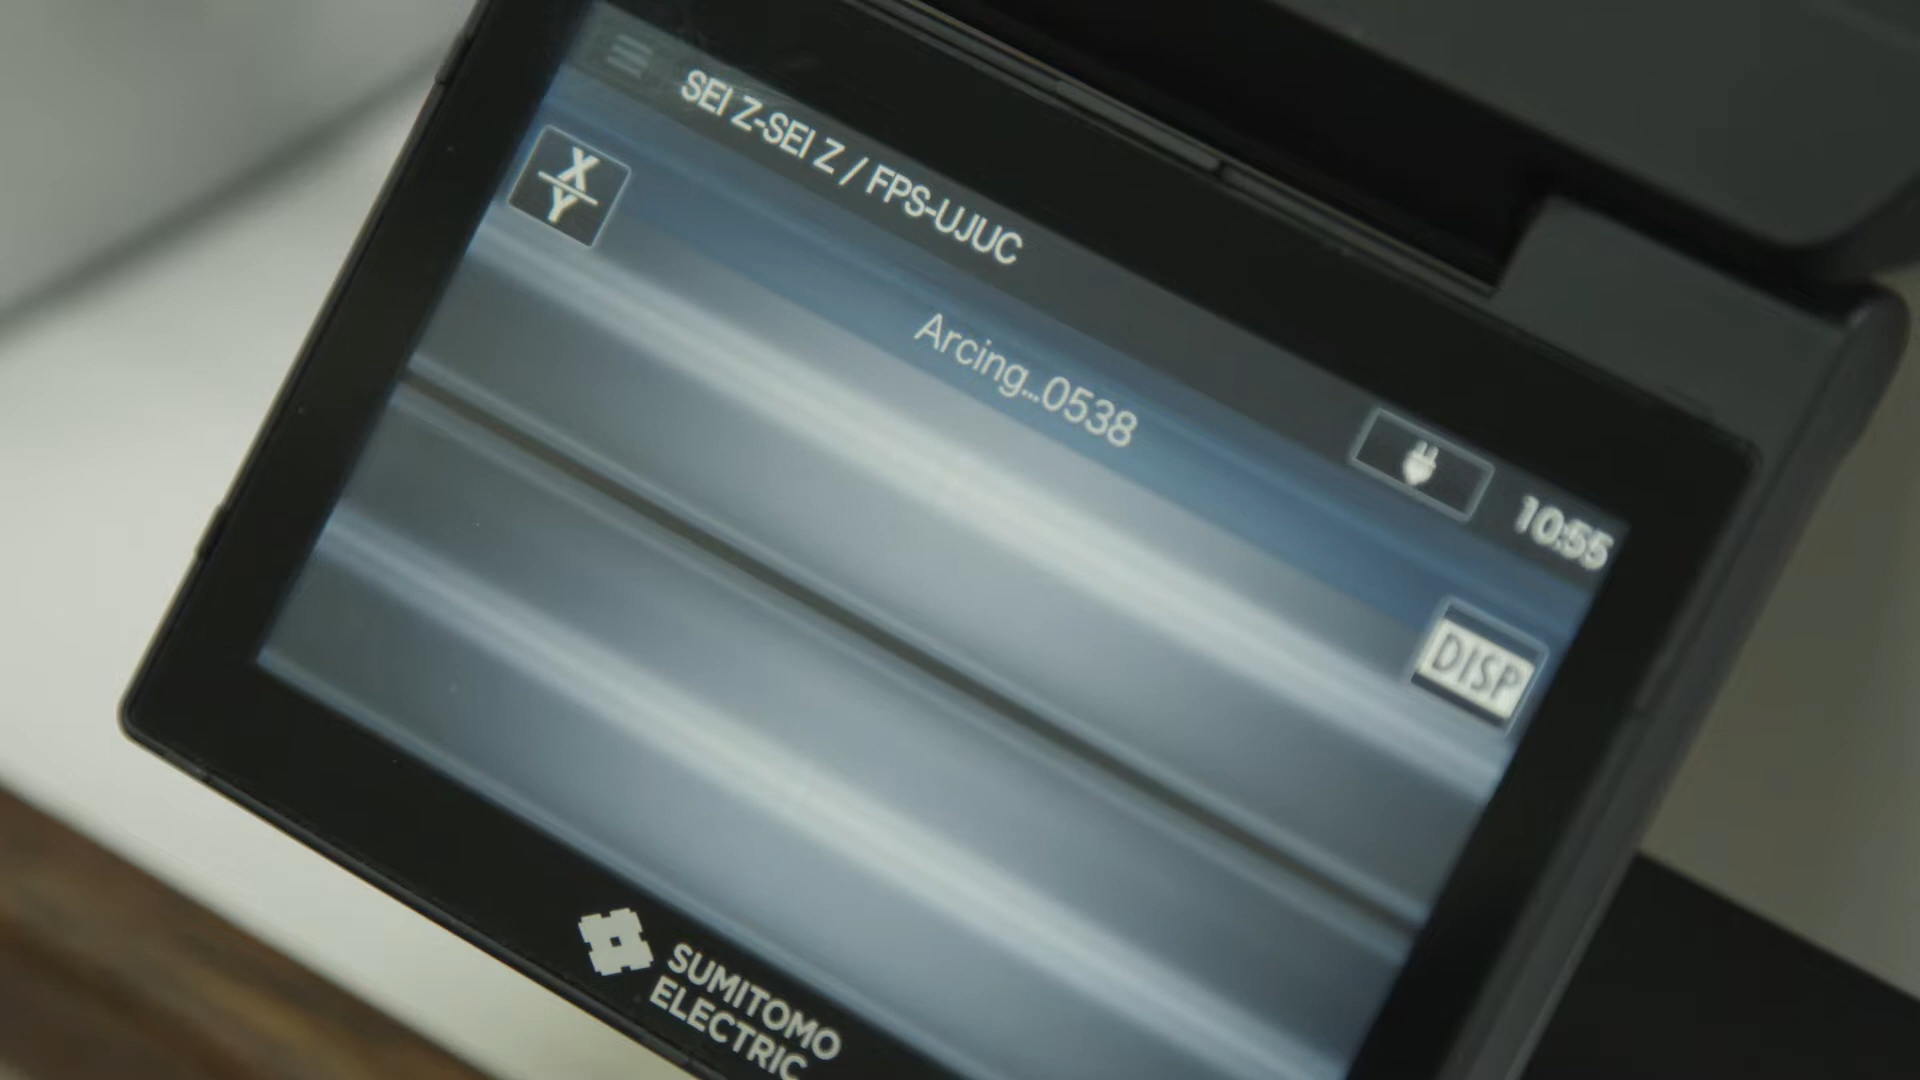 SEI Z-SEI Z / FPS-UJUC
10:55
X
Y
Arcing...0538
DISP
SUMITOMO
ELECTRIC